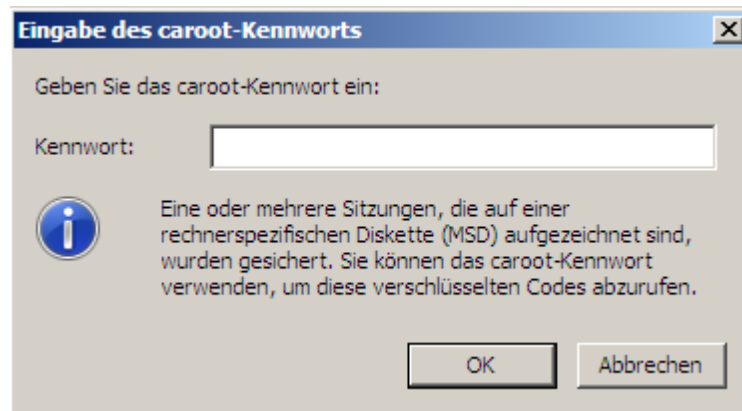 Eingabe des caroot-Kennworts
Geben Sie das caroot-Kennwort ein:
Kennwort:
Eine oder mehrere Sitzungen, die auf einer
rechnerspezifischen Diskette (MSD) aufgezeichnet sind,
wurden gesichert. Sie können das caroot-Kennwort
verwenden, um diese verschlüsselten Codes abzurufen.
OK Abbrechen